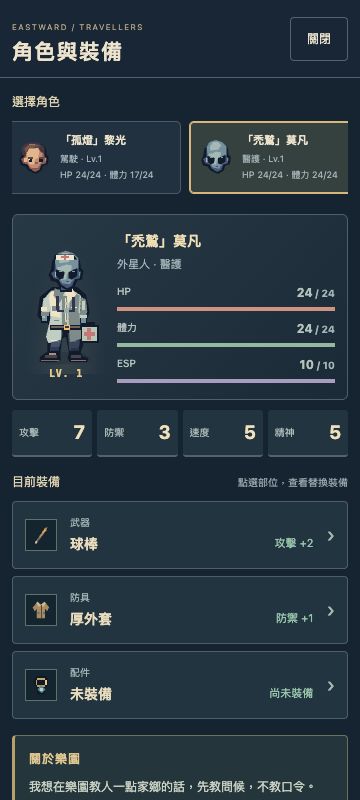 EASTWARD / TRAVELLERS
角色與裝備
關閉
選擇角色
「孤燈」黎光
駕駛 · Lv.1
HP 24/24 · 體力 17/24
「禿鷲」莫凡
醫護 · Lv.1
HP 24/24 · 體力 24/24
「禿鷲」莫凡
外星人 · 醫護
HP 24 / 24
體力 24 / 24
ESP 10 / 10
LV. 1
攻擊 7
防禦 3
速度 5
精神 5
目前裝備
點選部位，查看替換裝備
武器
球棒
攻擊 +2
防具
厚外套
防禦 +1
配件
未裝備
尚未裝備
關於樂園
我想在樂園教人一點家鄉的話，先教問候，不教口令。